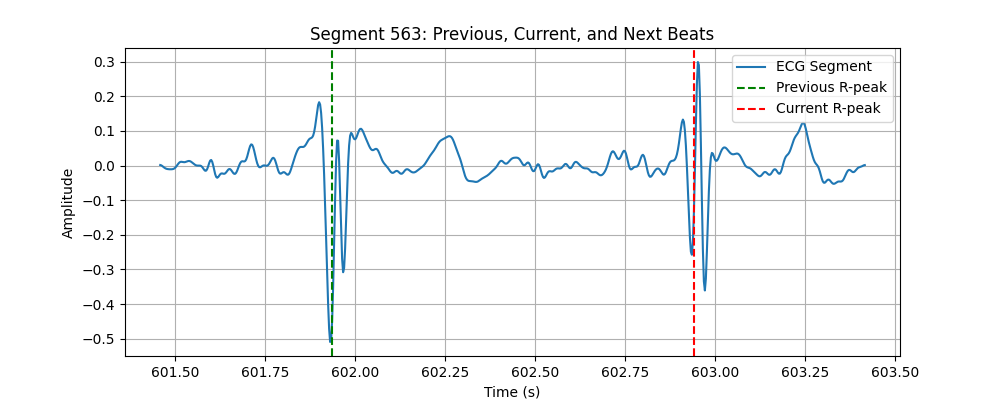 Segment 563: Previous, Current, and Next Beats
ECG Segment
Previous R-peak
Current R-peak
0.3
0.2
0.1
0.0
−0.1
−0.2
−0.3
−0.4
−0.5
Amplitude
601.50 601.75 602.00 602.25 602.50 602.75 603.00 603.25 603.50
Time (s)